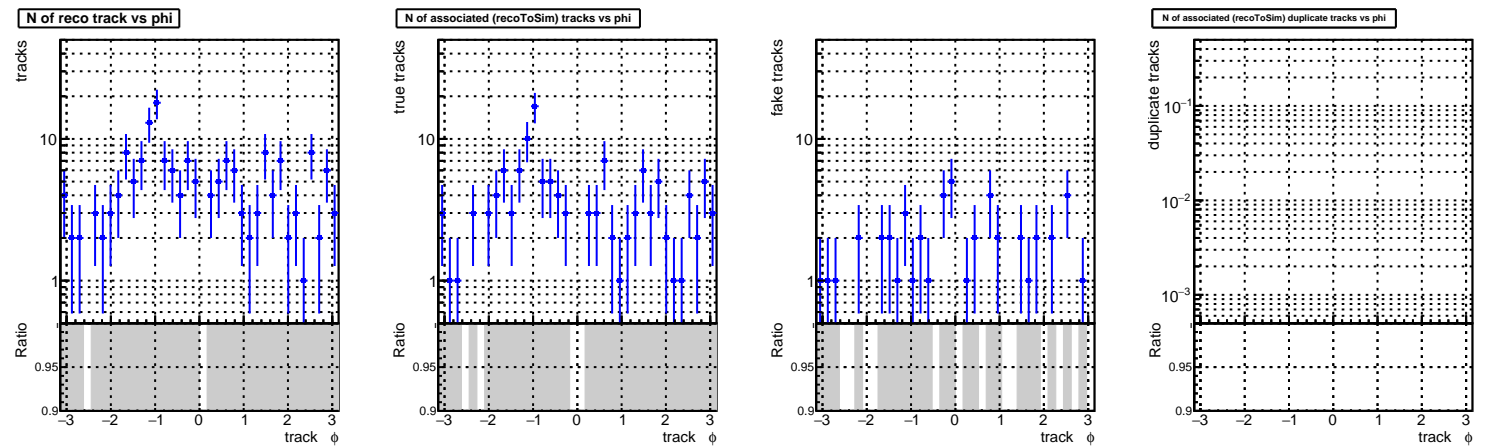 N of reco track vs phi
tracks
10
1
Ratio
1
0.95
0.9
−3 −2 −1 0 1 2 3
track ϕ
N of associated (recoToSim) tracks vs phi
true tracks
10
1
Ratio
1
0.95
0.9
−3 −2 −1 0 1 2 3
track ϕ
fake tracks
10
1
Ratio
1
0.95
0.9
−3 −2 −1 0 1 2 3
track ϕ
N of associated (recoToSim) duplicate tracks vs phi
duplicate tracks
10⁻¹
10⁻²
10⁻³
Ratio
1
0.95
0.9
−3 −2 −1 0 1 2 3
track ϕ